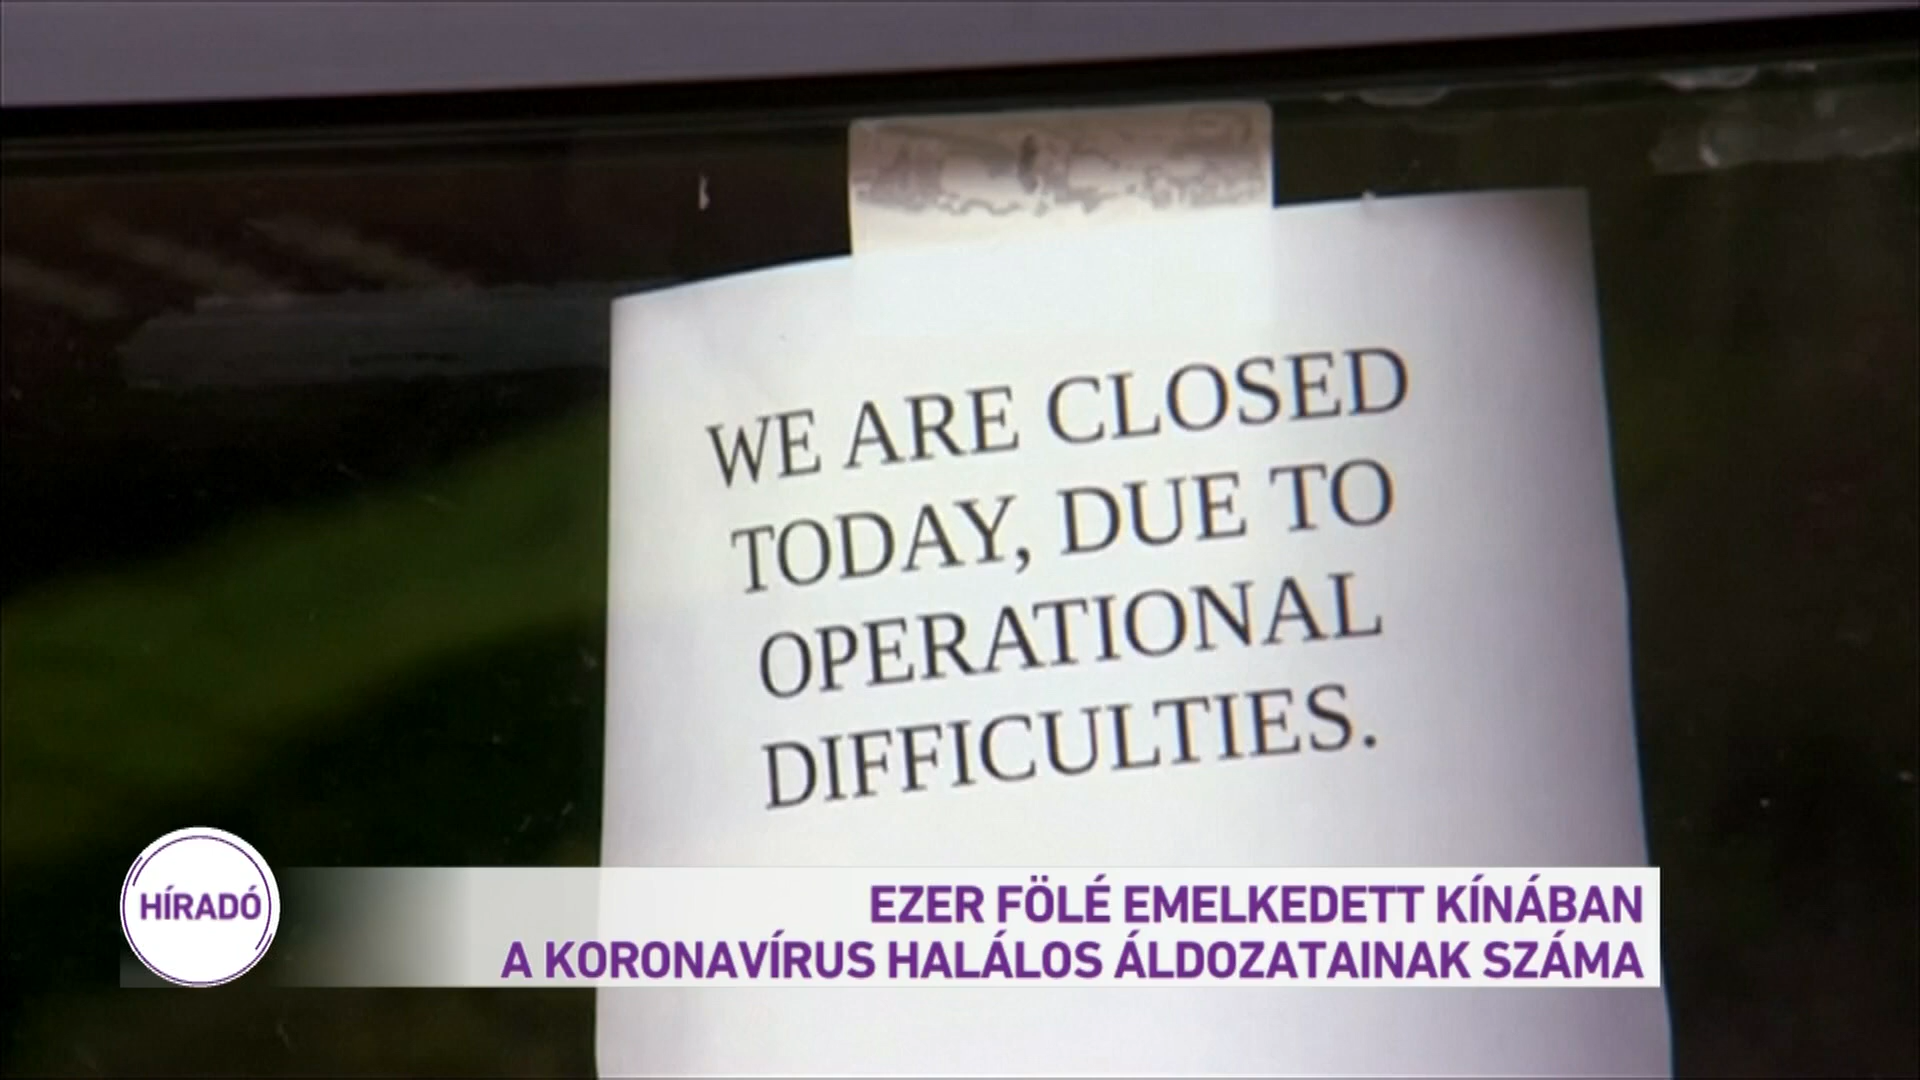 WE ARE CLOSED
TODAY, DUE TO
OPERATIONAL
DIFFICULTIES.
HÍRADÓ
EZER FÖLÉ EMELKEDETT KÍNÁBAN
A KORONAVÍRUS HALÁLOS ÁLDOZATAINAK SZÁMA